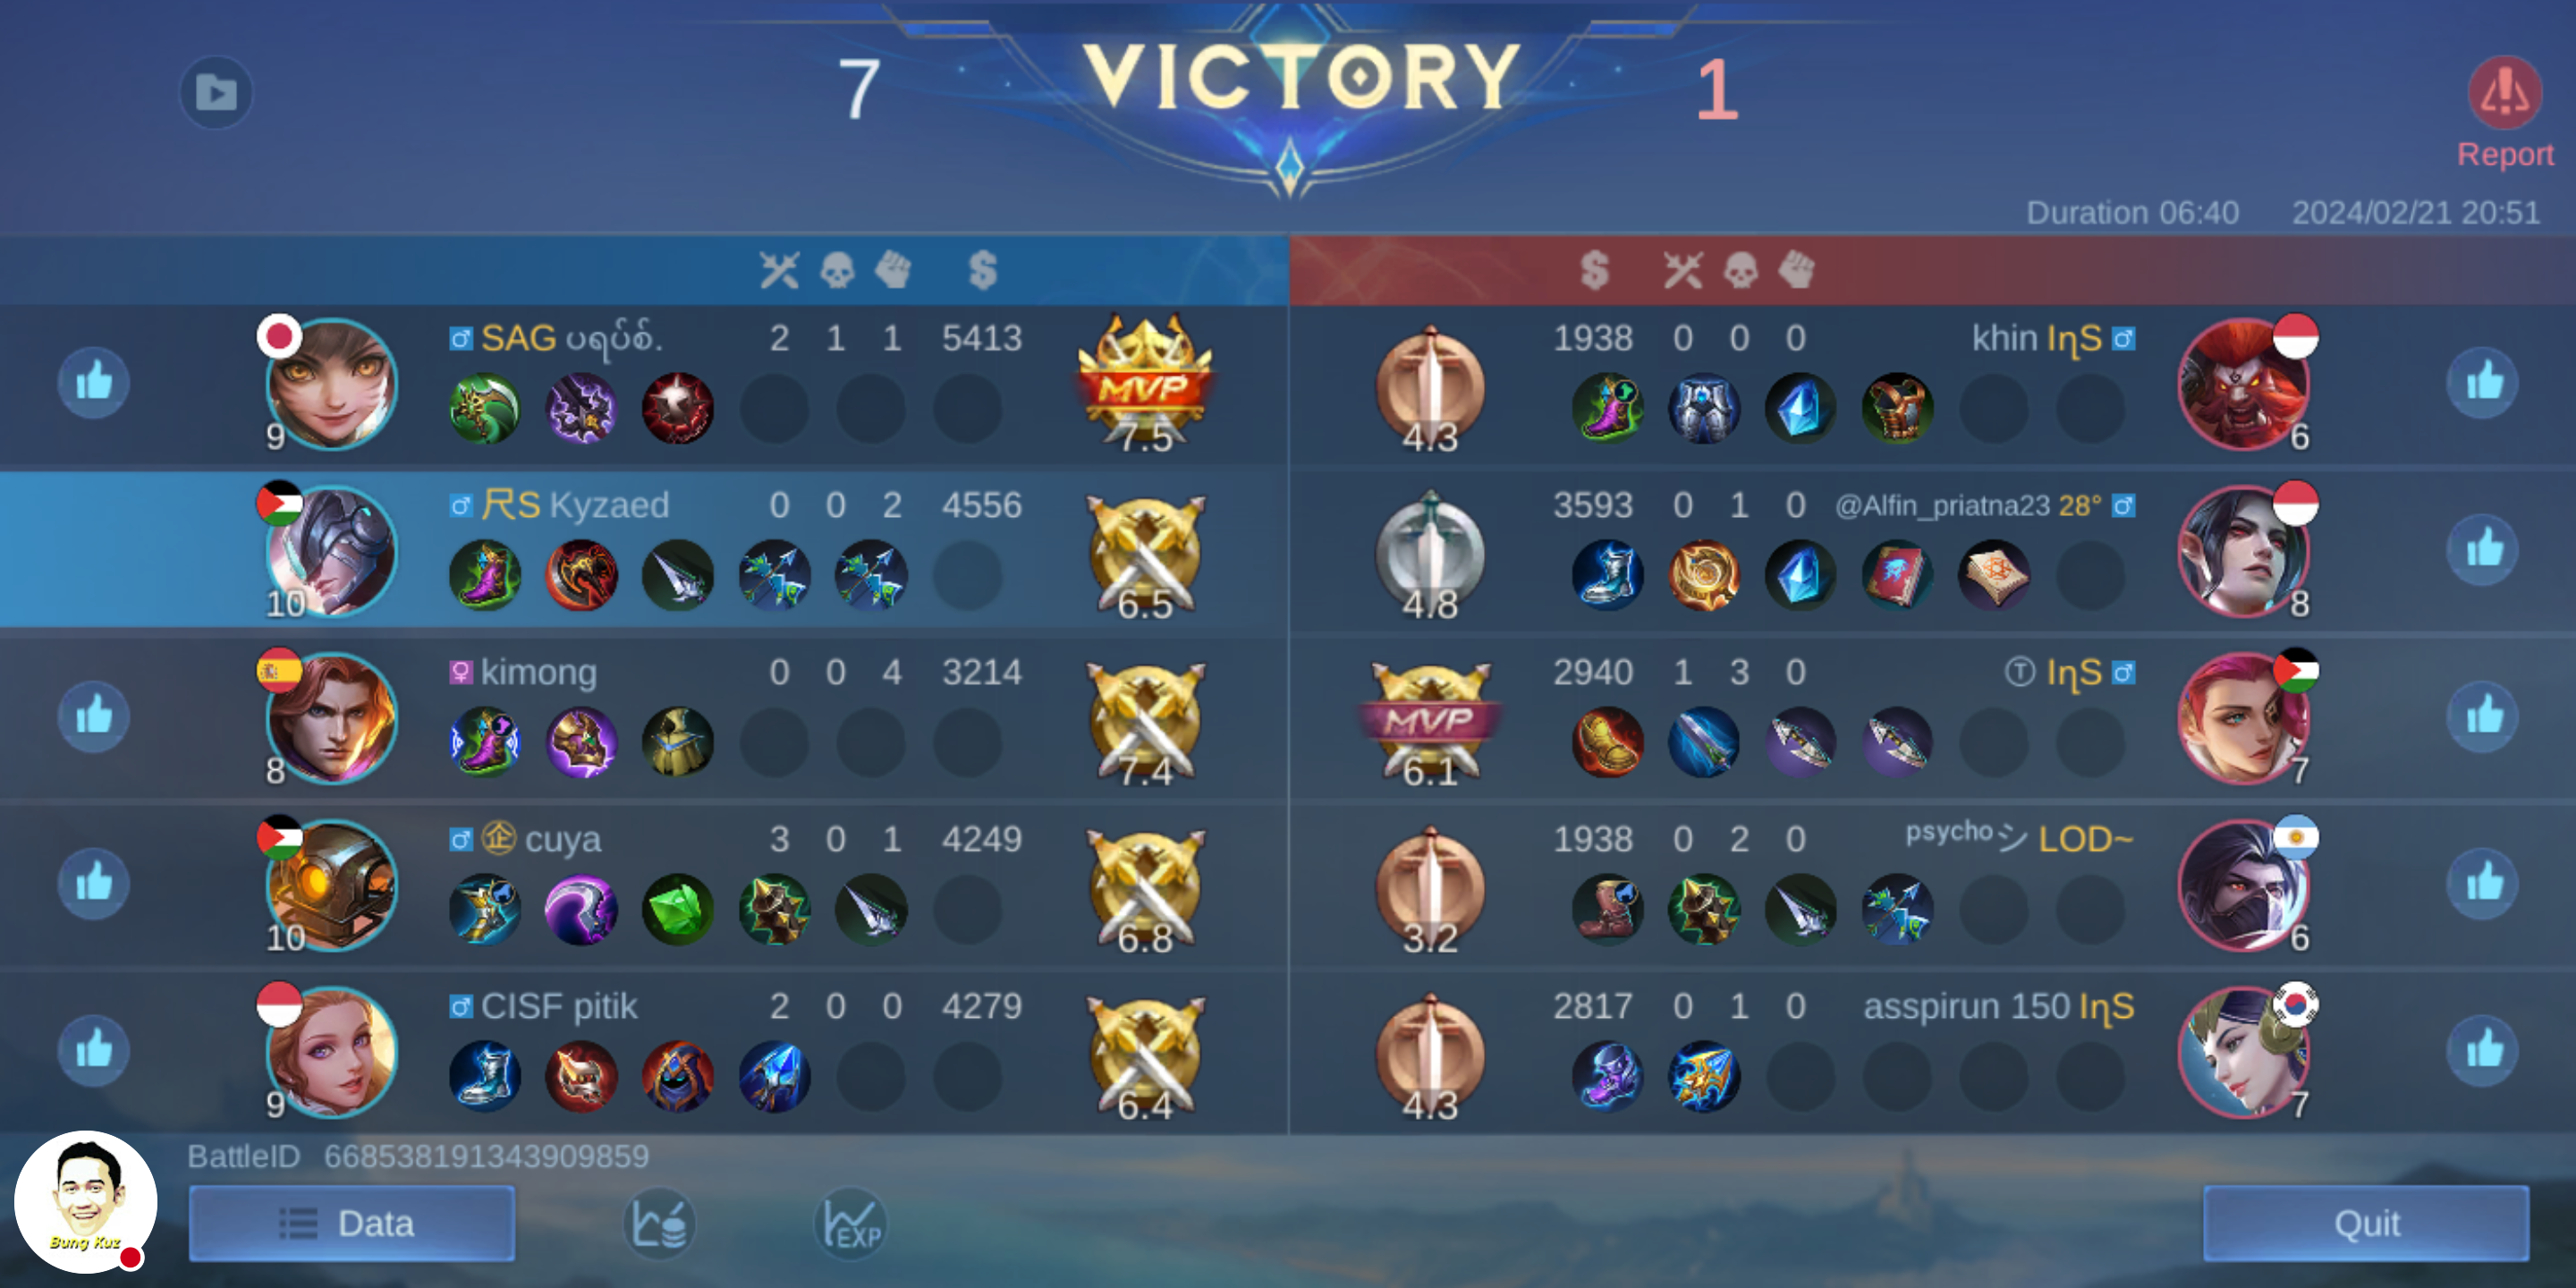 7 VICTORY 1
Report
Duration 06:40 2024/02/21 20:51
SAG ပရပ်စ်. 2 1 1 5413
9 MVP 7.5
1938 0 0 0 khin IηS
4.3 6
尺S Kyzaed 0 0 2 4556
10 6.5
3593 0 1 0 @Alfin_priatna23 28°
4.8 8
kimong 0 0 4 3214
8 7.4
2940 1 3 0 Ⓣ IηS
MVP 6.1 7
企 cuya 3 0 1 4249
10 6.8
1938 0 2 0 psychoシ LOD~
3.2 6
CISF pitik 2 0 0 4279
9 6.4
2817 0 1 0 asspirun 150 IηS
4.3 7
BattleID 668538191343909859
Bung Kuz
Data
EXP
Quit